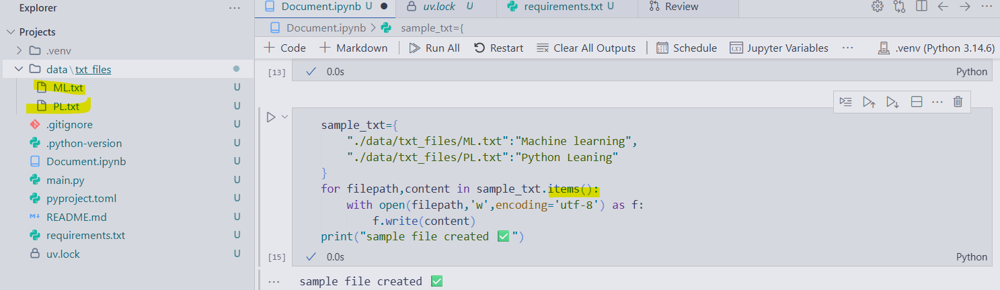 Explorer
Projects
.venv
data\txt_files
ML.txt U
PL.txt U
.gitignore U
.python-version U
Document.ipynb U
main.py U
pyproject.toml U
README.md U
requirements.txt U
uv.lock U
Document.ipynb U
uv.lock U
requirements.txt U
Review
Document.ipynb > sample_txt={
+ Code + Markdown Run All Restart Clear All Outputs Schedule Jupyter Variables ... .venv (Python 3.14.6)
[13] 0.0s Python
sample_txt={
"./data/txt_files/ML.txt":"Machine learning",
"./data/txt_files/PL.txt":"Python Leaning"
}
for filepath,content in sample_txt.items():
with open(filepath,'w',encoding='utf-8') as f:
f.write(content)
print("sample file created ✅")
[15] 0.0s Python
... sample file created ✅